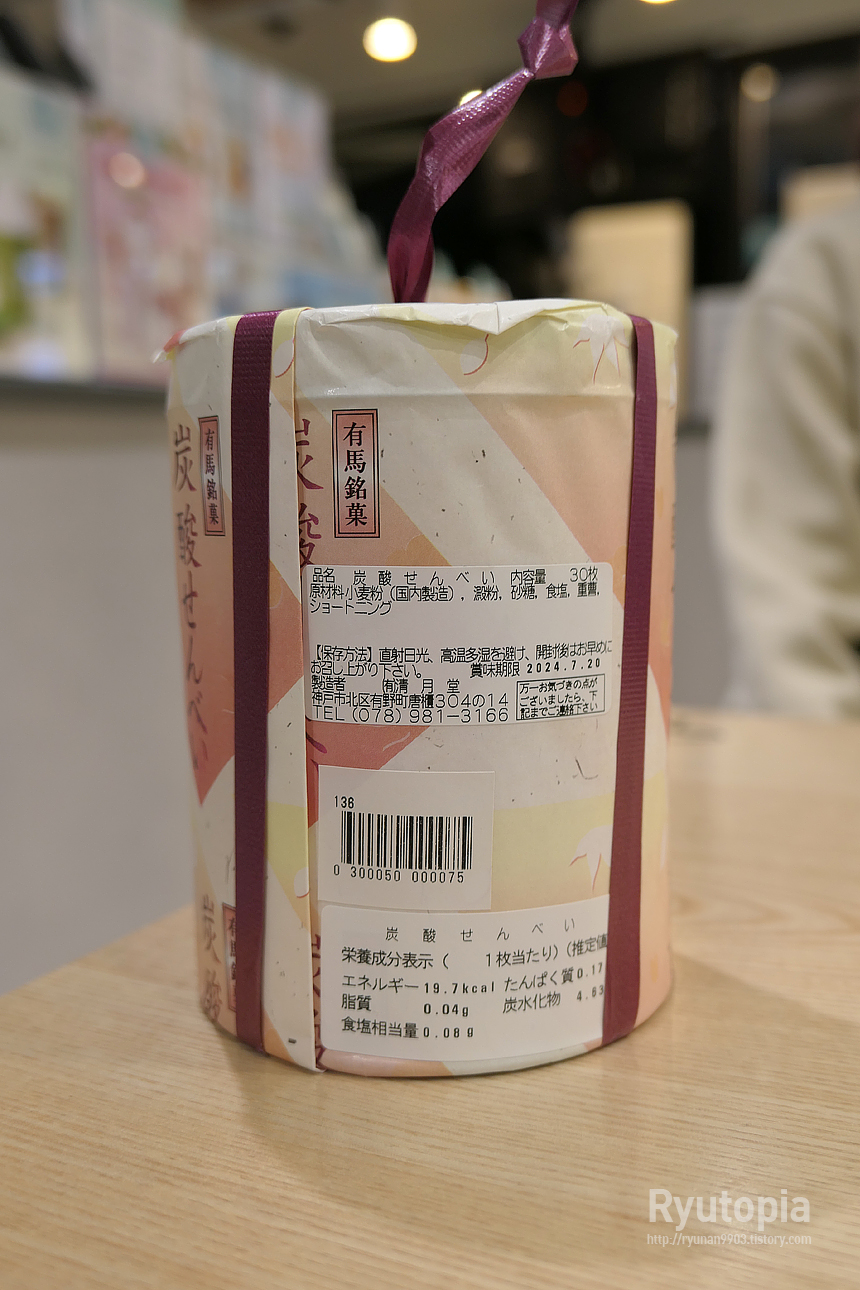 有馬銘菓
炭酸せんべい
有馬銘菓
品名 炭酸せんべい 内容量 30枚
原材料小麦粉（国内製造）, 澱粉, 砂糖, 食塩, 重曹,
ショートニング
【保存方法】直射日光、高温多湿を避け、開封後はお早めに
お召し上がり下さい。 賞味期限 2024.7.20
製造者 ㈲清月堂
神戸市北区有野町唐櫃304の14
TEL (078) 981-3166
万一お気づきの点が
ございましたら、下
記までご連絡下さい
136
0 300050 000075
炭酸せんべい
栄養成分表示（ 1枚当たり）（推定値
エネルギー 19.7kcal たんぱく質 0.17
脂質 0.04g 炭水化物 4.63
食塩相当量 0.08g
Ryutopia
http://ryunan9903.tistory.com